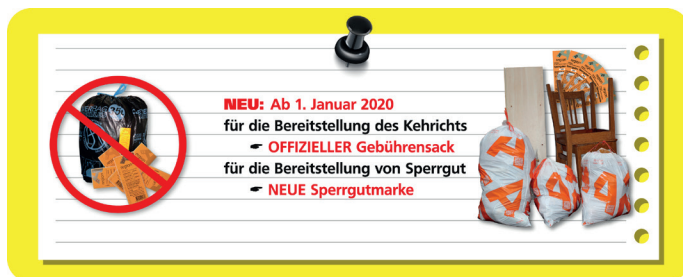 NEU: Ab 1. Januar 2020
für die Bereitstellung des Kehrichts
☛ OFFIZIELLER Gebührensack
für die Bereitstellung von Sperrgut
☛ NEUE Sperrgutmarke